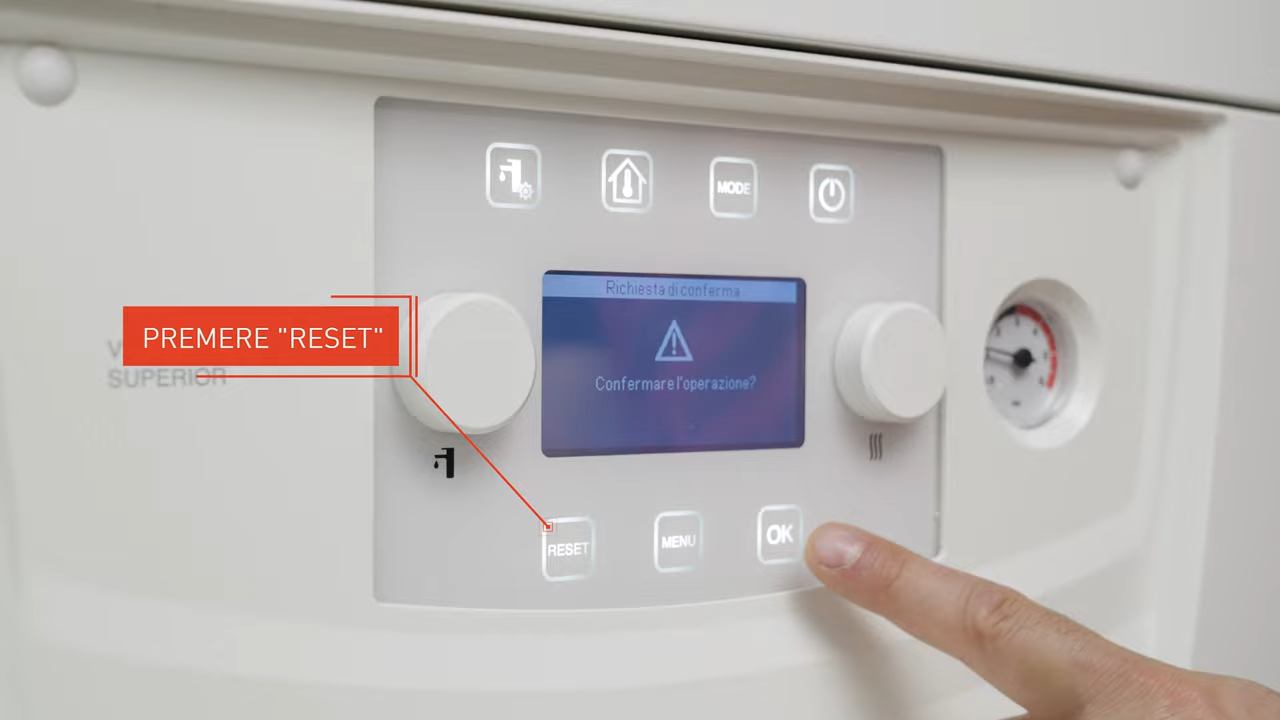 MODE
Richiesta di conferma
Confermare l'operazione?
PREMERE "RESET"
SUPERIOR
RESET
MENU
OK